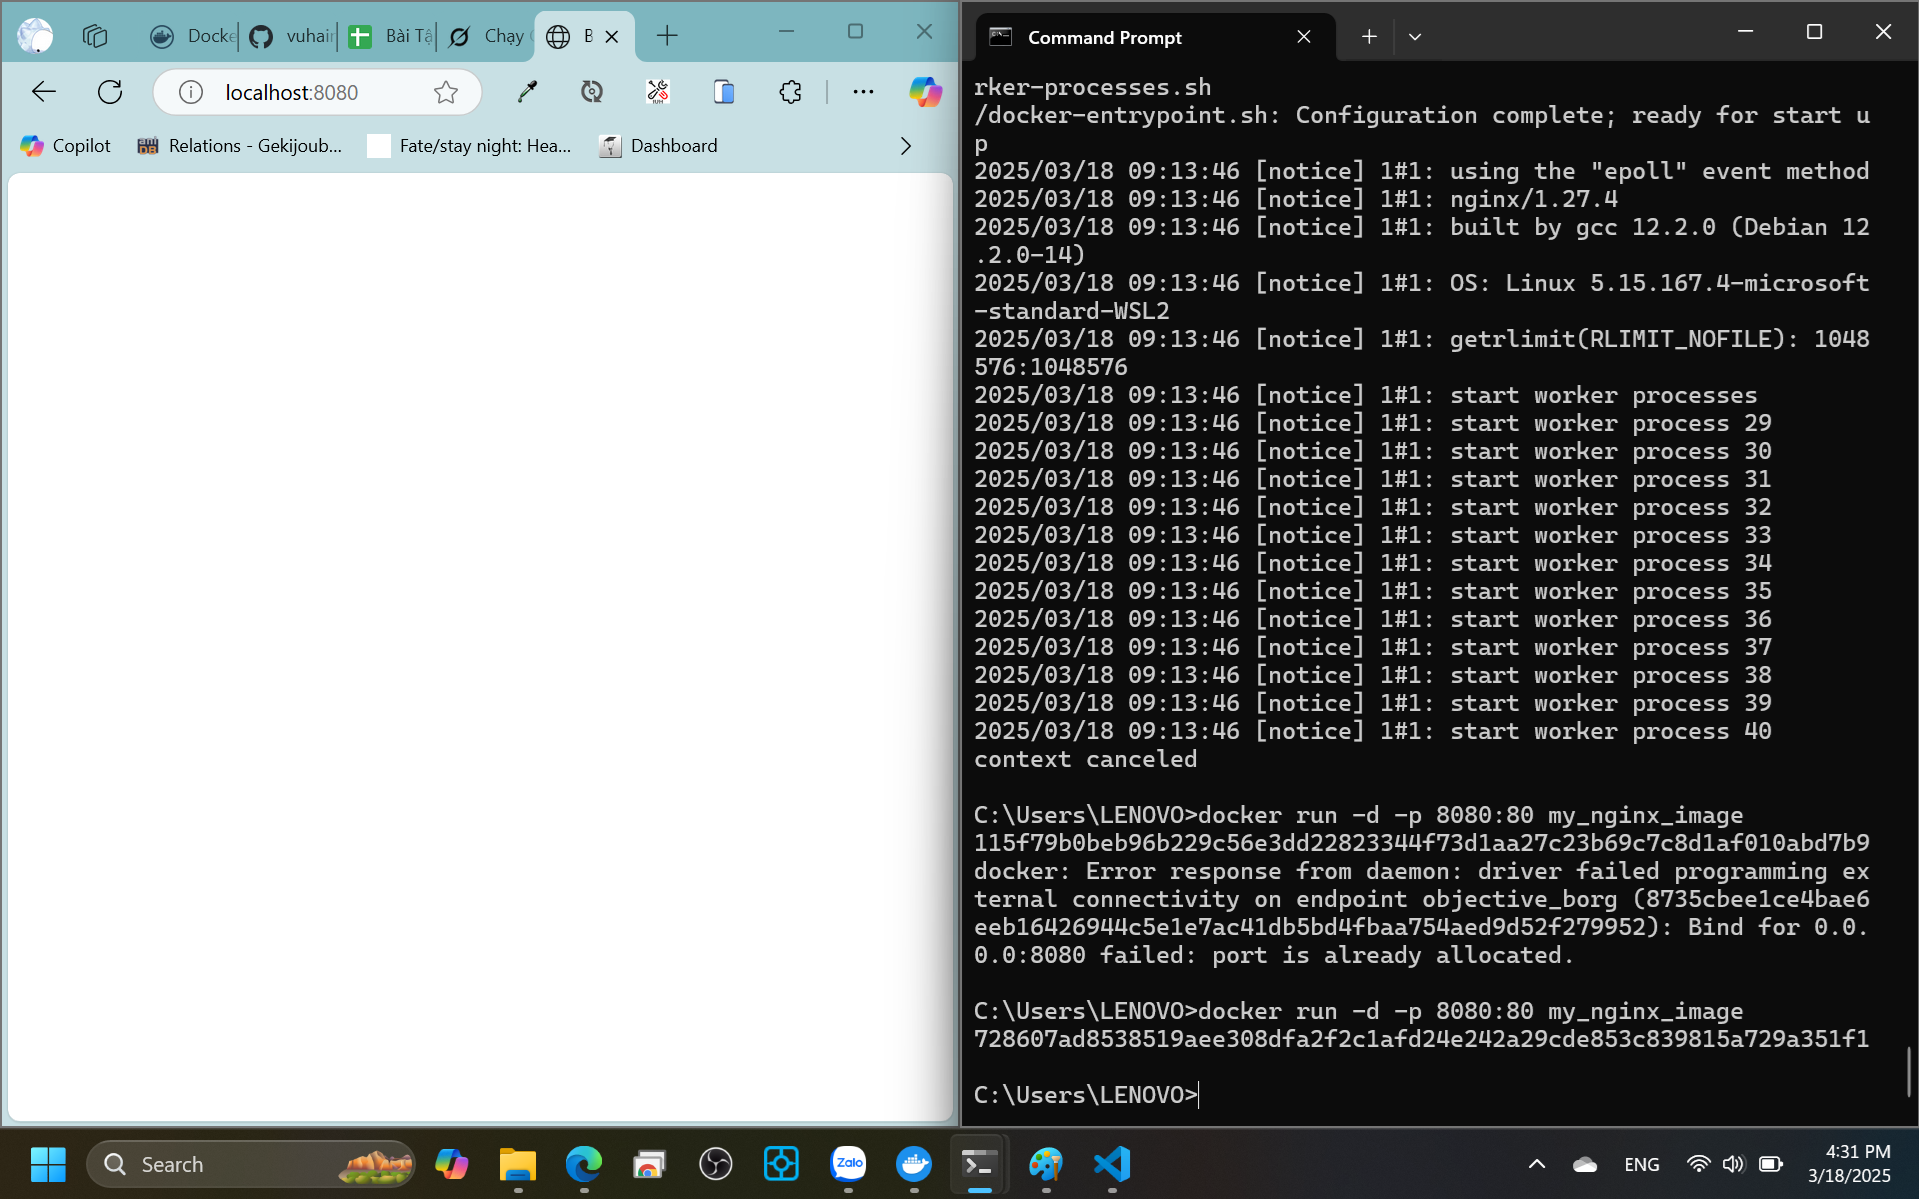 Docke
vuhair
Bài Tậ
Chạy
B
localhost:8080
Copilot
Relations - Gekijoub...
Fate/stay night: Hea...
Dashboard
Command Prompt
rker-processes.sh
/docker-entrypoint.sh: Configuration complete; ready for start u
p
2025/03/18 09:13:46 [notice] 1#1: using the "epoll" event method
2025/03/18 09:13:46 [notice] 1#1: nginx/1.27.4
2025/03/18 09:13:46 [notice] 1#1: built by gcc 12.2.0 (Debian 12
.2.0-14)
2025/03/18 09:13:46 [notice] 1#1: OS: Linux 5.15.167.4-microsoft
-standard-WSL2
2025/03/18 09:13:46 [notice] 1#1: getrlimit(RLIMIT_NOFILE): 1048
576:1048576
2025/03/18 09:13:46 [notice] 1#1: start worker processes
2025/03/18 09:13:46 [notice] 1#1: start worker process 29
2025/03/18 09:13:46 [notice] 1#1: start worker process 30
2025/03/18 09:13:46 [notice] 1#1: start worker process 31
2025/03/18 09:13:46 [notice] 1#1: start worker process 32
2025/03/18 09:13:46 [notice] 1#1: start worker process 33
2025/03/18 09:13:46 [notice] 1#1: start worker process 34
2025/03/18 09:13:46 [notice] 1#1: start worker process 35
2025/03/18 09:13:46 [notice] 1#1: start worker process 36
2025/03/18 09:13:46 [notice] 1#1: start worker process 37
2025/03/18 09:13:46 [notice] 1#1: start worker process 38
2025/03/18 09:13:46 [notice] 1#1: start worker process 39
2025/03/18 09:13:46 [notice] 1#1: start worker process 40
context canceled
C:\Users\LENOVO>docker run -d -p 8080:80 my_nginx_image
115f79b0beb96b229c56e3dd22823344f73d1aa27c23b69c7c8d1af010abd7b9
docker: Error response from daemon: driver failed programming ex
ternal connectivity on endpoint objective_borg (8735cbee1ce4bae6
eeb16426944c5e1e7ac41db5bd4fbaa754aed9d52f279952): Bind for 0.0.
0.0:8080 failed: port is already allocated.
C:\Users\LENOVO>docker run -d -p 8080:80 my_nginx_image
728607ad8538519aee308dfa2f2c1afd24e242a29cde853c839815a729a351f1
C:\Users\LENOVO>
Search
Zalo
ENG
4:31 PM
3/18/2025